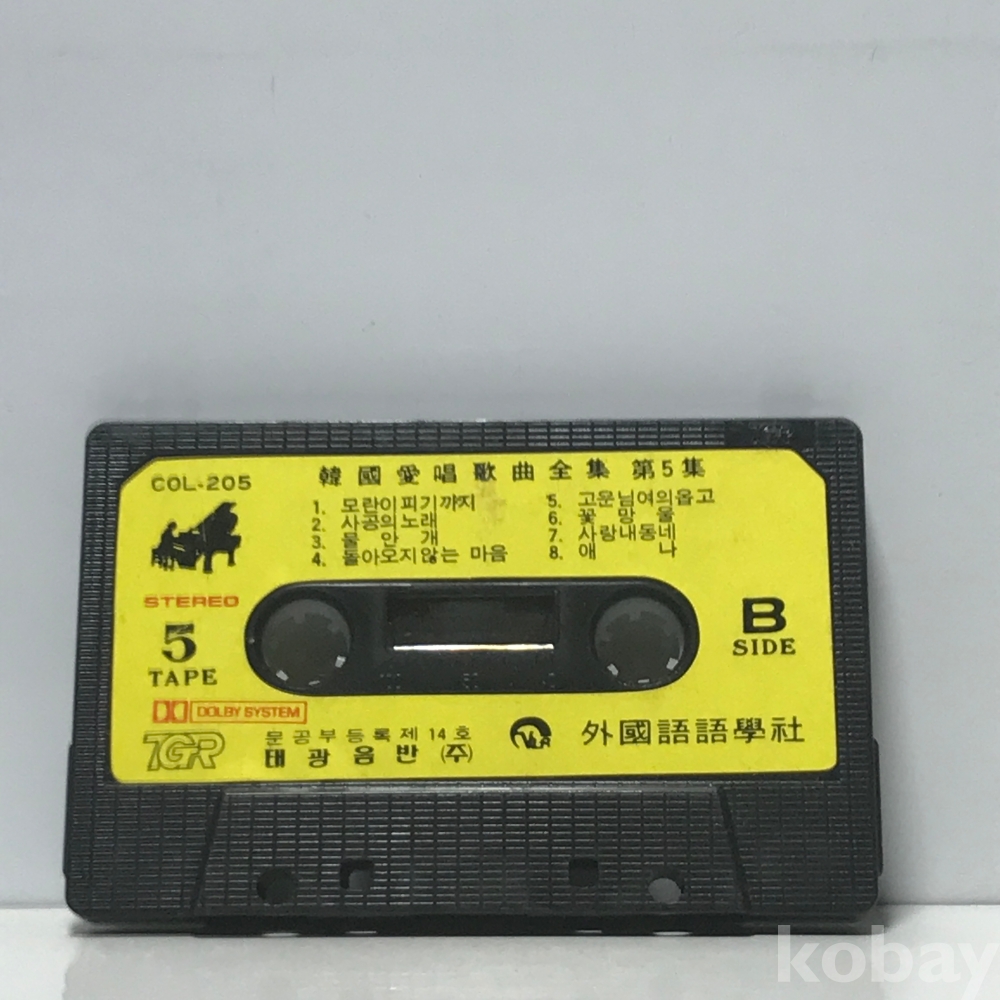 COL-205
韓國愛唱歌曲全集 第5集
1. 모란이피기까지
2. 사공의노래
3. 물안개
4. 돌아오지않는 마음
5. 고운님여의옵고
6. 꽃망울
7. 사랑내동네
8. 애나
STEREO
5
TAPE
B
SIDE
DOLBY SYSTEM
TGR
문공부등록제14호
태광음반(주)
VLR
外國語語學社
kobay